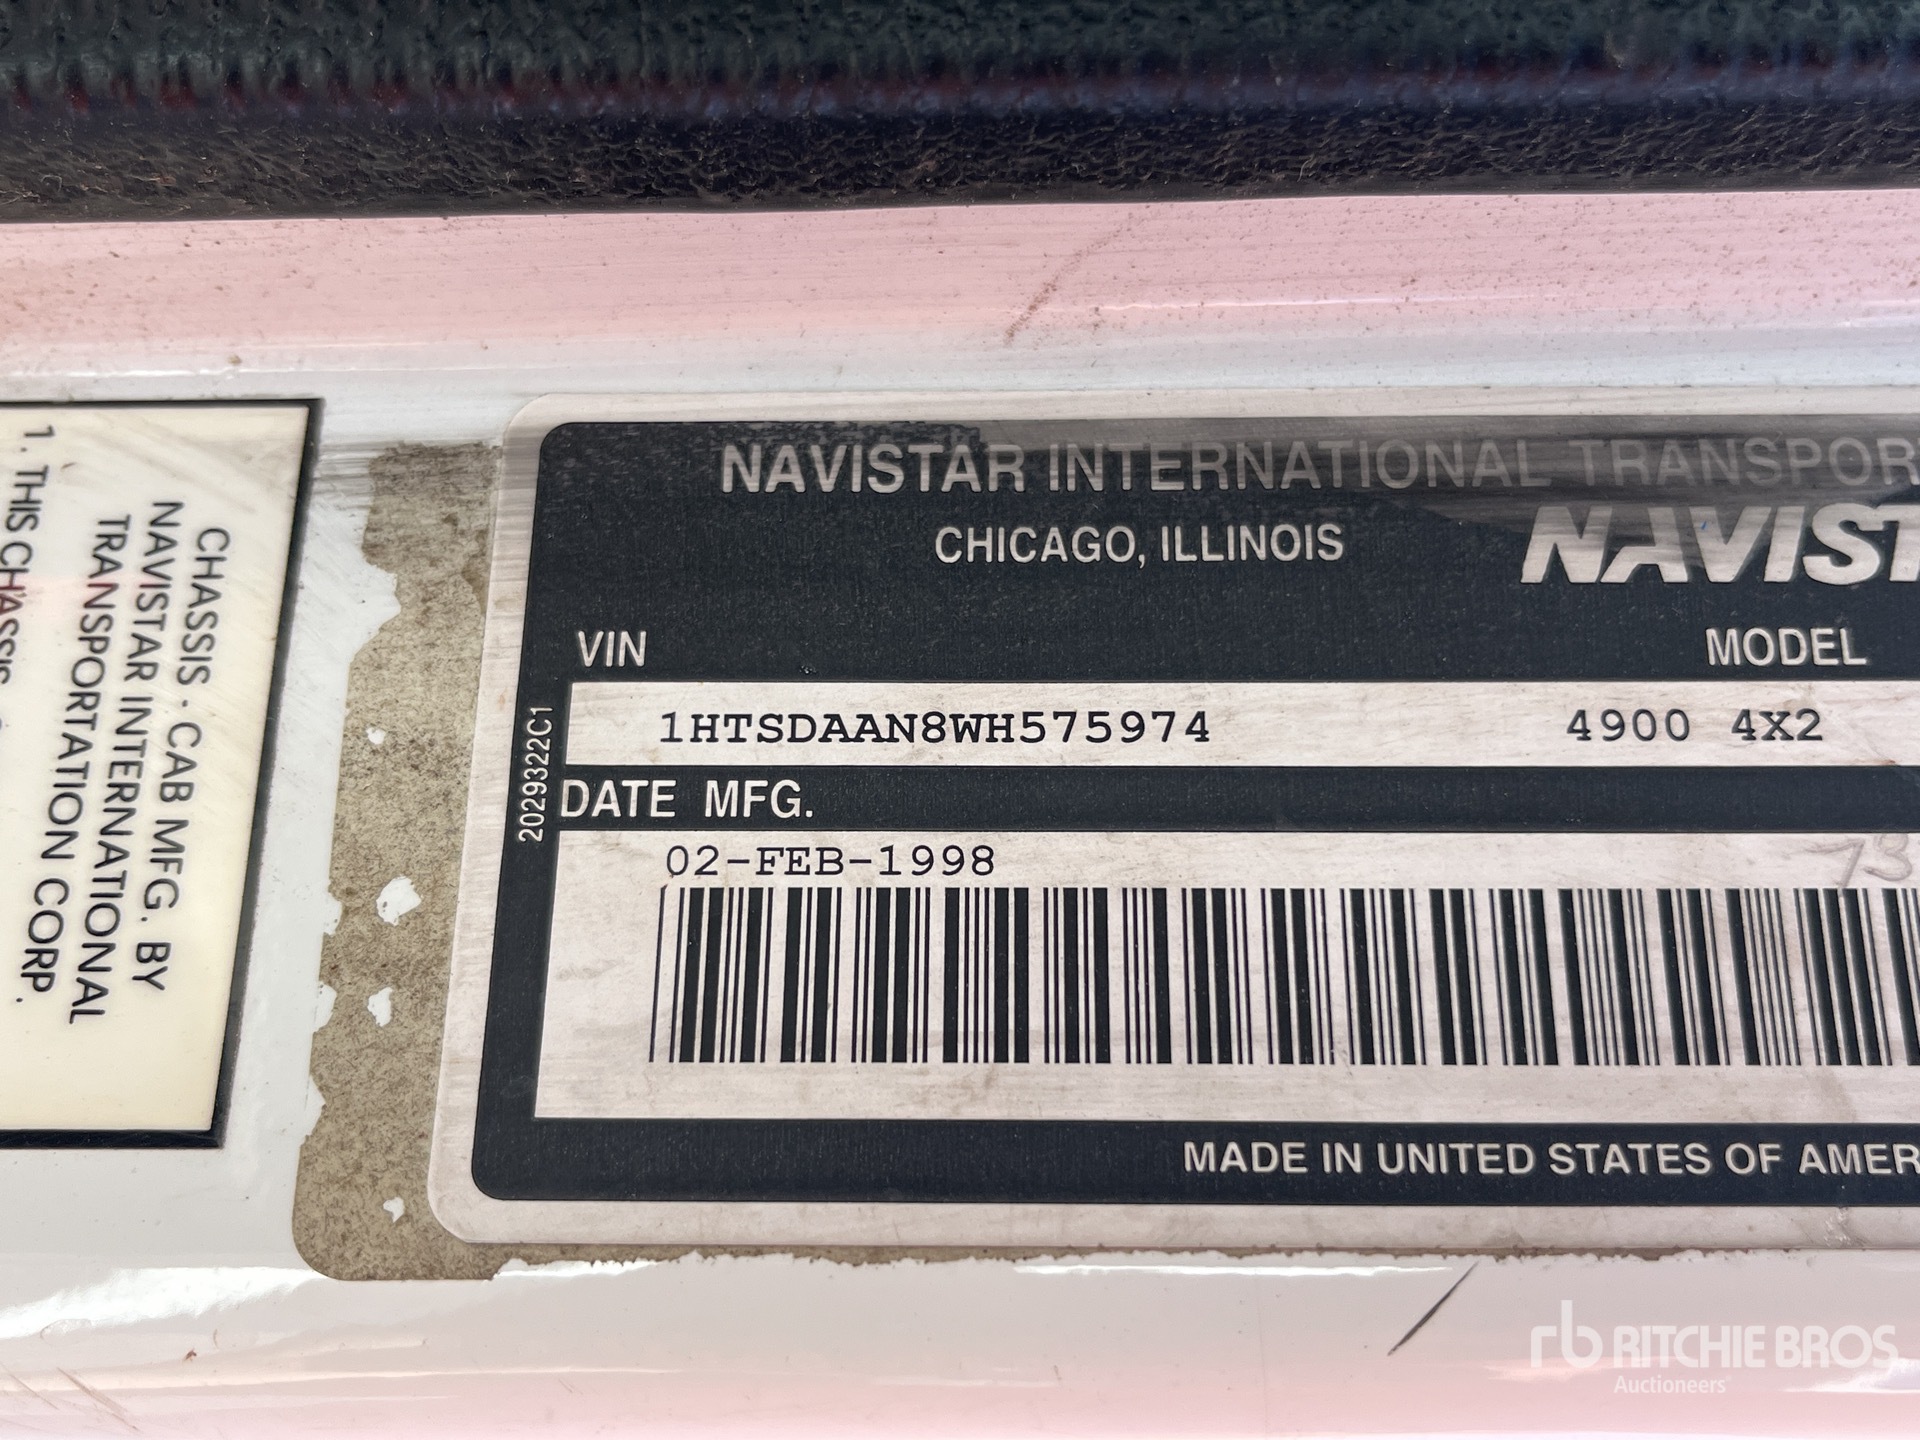 CHASSIS - CAB MFG. BY
NAVISTAR INTERNATIONAL
TRANSPORTATION CORP.
1. THIS CHASSIS
NAVISTAR INTERNATIONAL TRANSPOR
CHICAGO, ILLINOIS
NAVIST
VIN MODEL
1HTSDAAN8WH575974 4900 4X2
2029322C1
DATE MFG.
02-FEB-1998
MADE IN UNITED STATES OF AMER
rb RITCHIE BROS.
Auctioneers